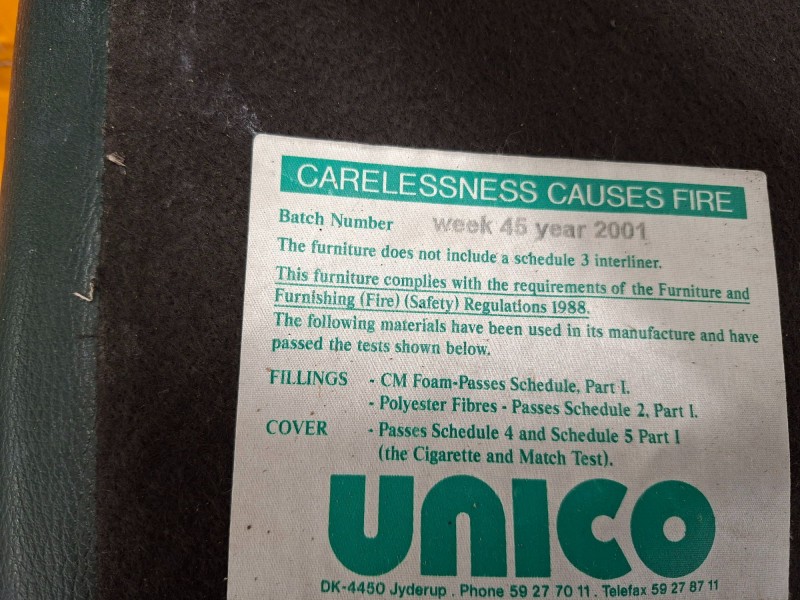 CARELESSNESS CAUSES FIRE
Batch Number week 45 year 2001
The furniture does not include a schedule 3 interliner.
This furniture complies with the requirements of the Furniture and
Furnishing (Fire) (Safety) Regulations 1988.
The following materials have been used in its manufacture and have
passed the tests shown below.
FILLINGS - CM Foam-Passes Schedule, Part I.
- Polyester Fibres - Passes Schedule 2, Part I.
COVER - Passes Schedule 4 and Schedule 5 Part I
(the Cigarette and Match Test).
UNICO
DK-4450 Jyderup . Phone 59 27 70 11 . Telefax 59 27 87 11